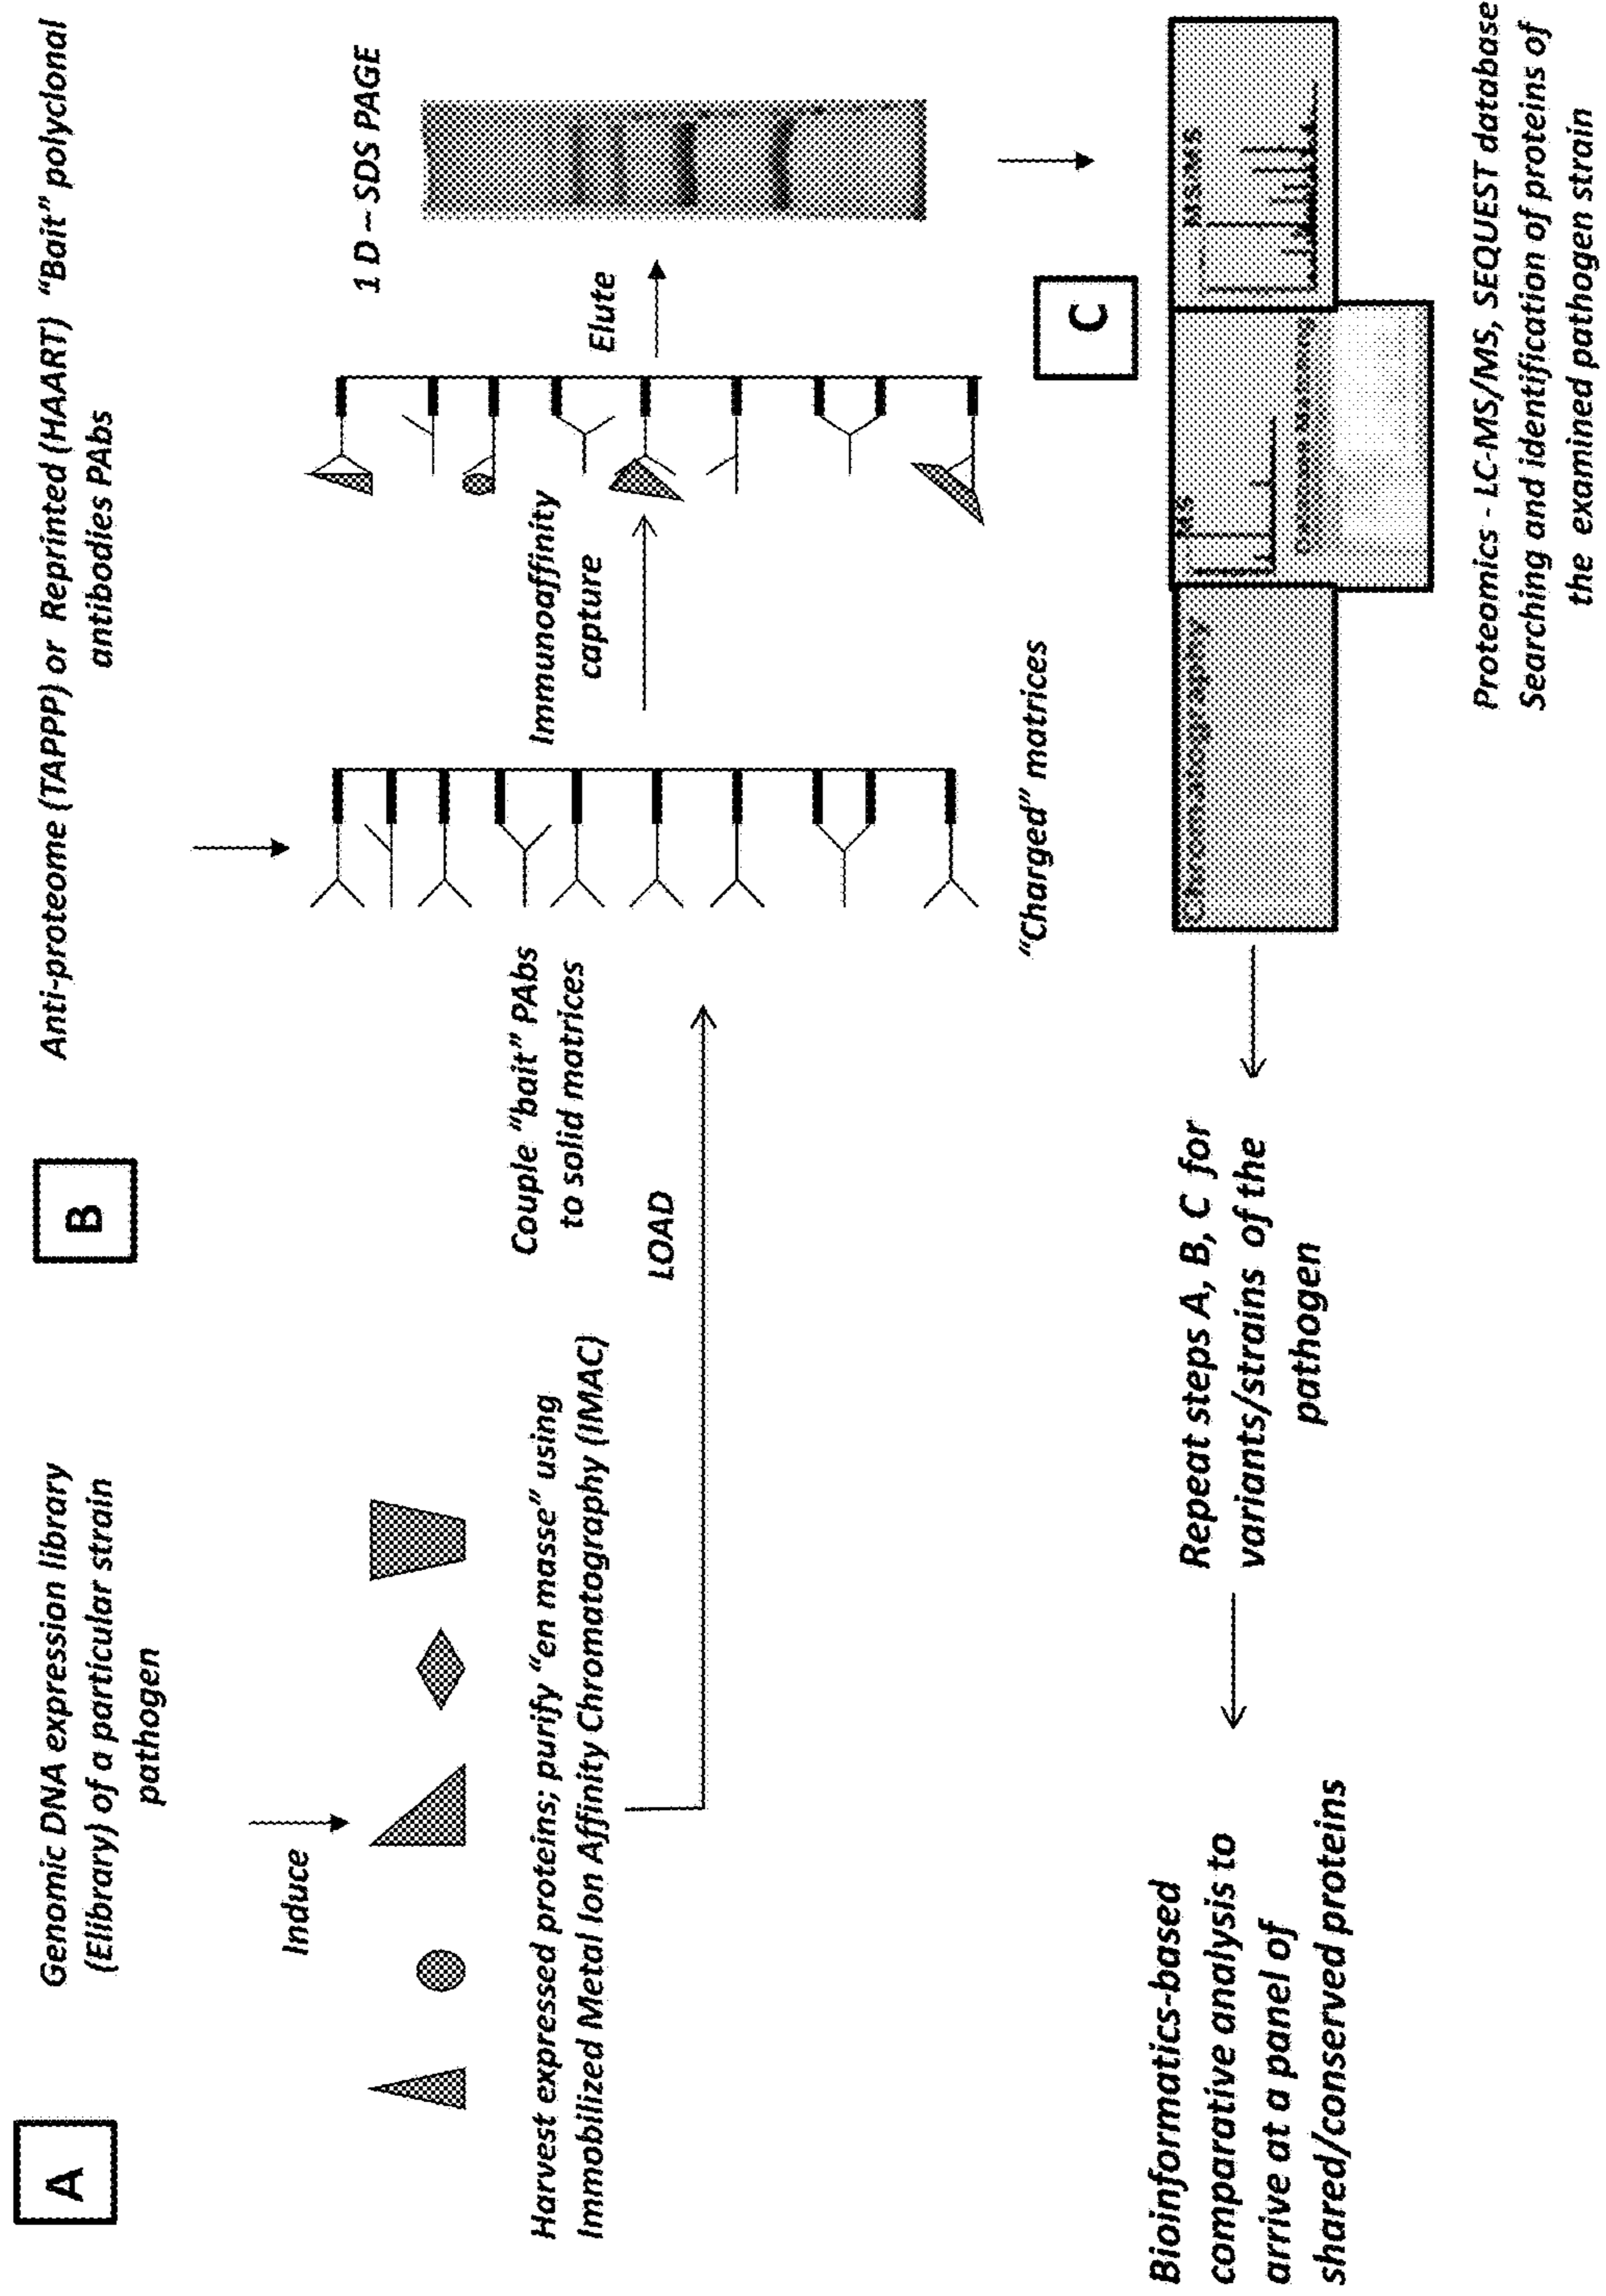 A
Genomic DNA expression library
(Elibrary) of a particular strain
pathogen
Induce
Harvest expressed proteins; purify "en masse" using
Immobilized Metal Ion Affinity Chromatography (IMAC)
LOAD
B
Anti-proteome (TAPPP) or Reprinted (HAART) "Bait" polyclonal
antibodies PAbs
Couple "bait" PAbs
to solid matrices
"Charged" matrices
Immunoaffinity
capture
Elute
1 D – SDS PAGE
C
Chromatography
MS
MS/MS
Proteomics - LC-MS/MS, SEQUEST database
Searching and identification of proteins of
the examined pathogen strain
Repeat steps A, B, C for
variants/strains of the
pathogen
Bioinformatics-based
comparative analysis to
arrive at a panel of
shared/conserved proteins